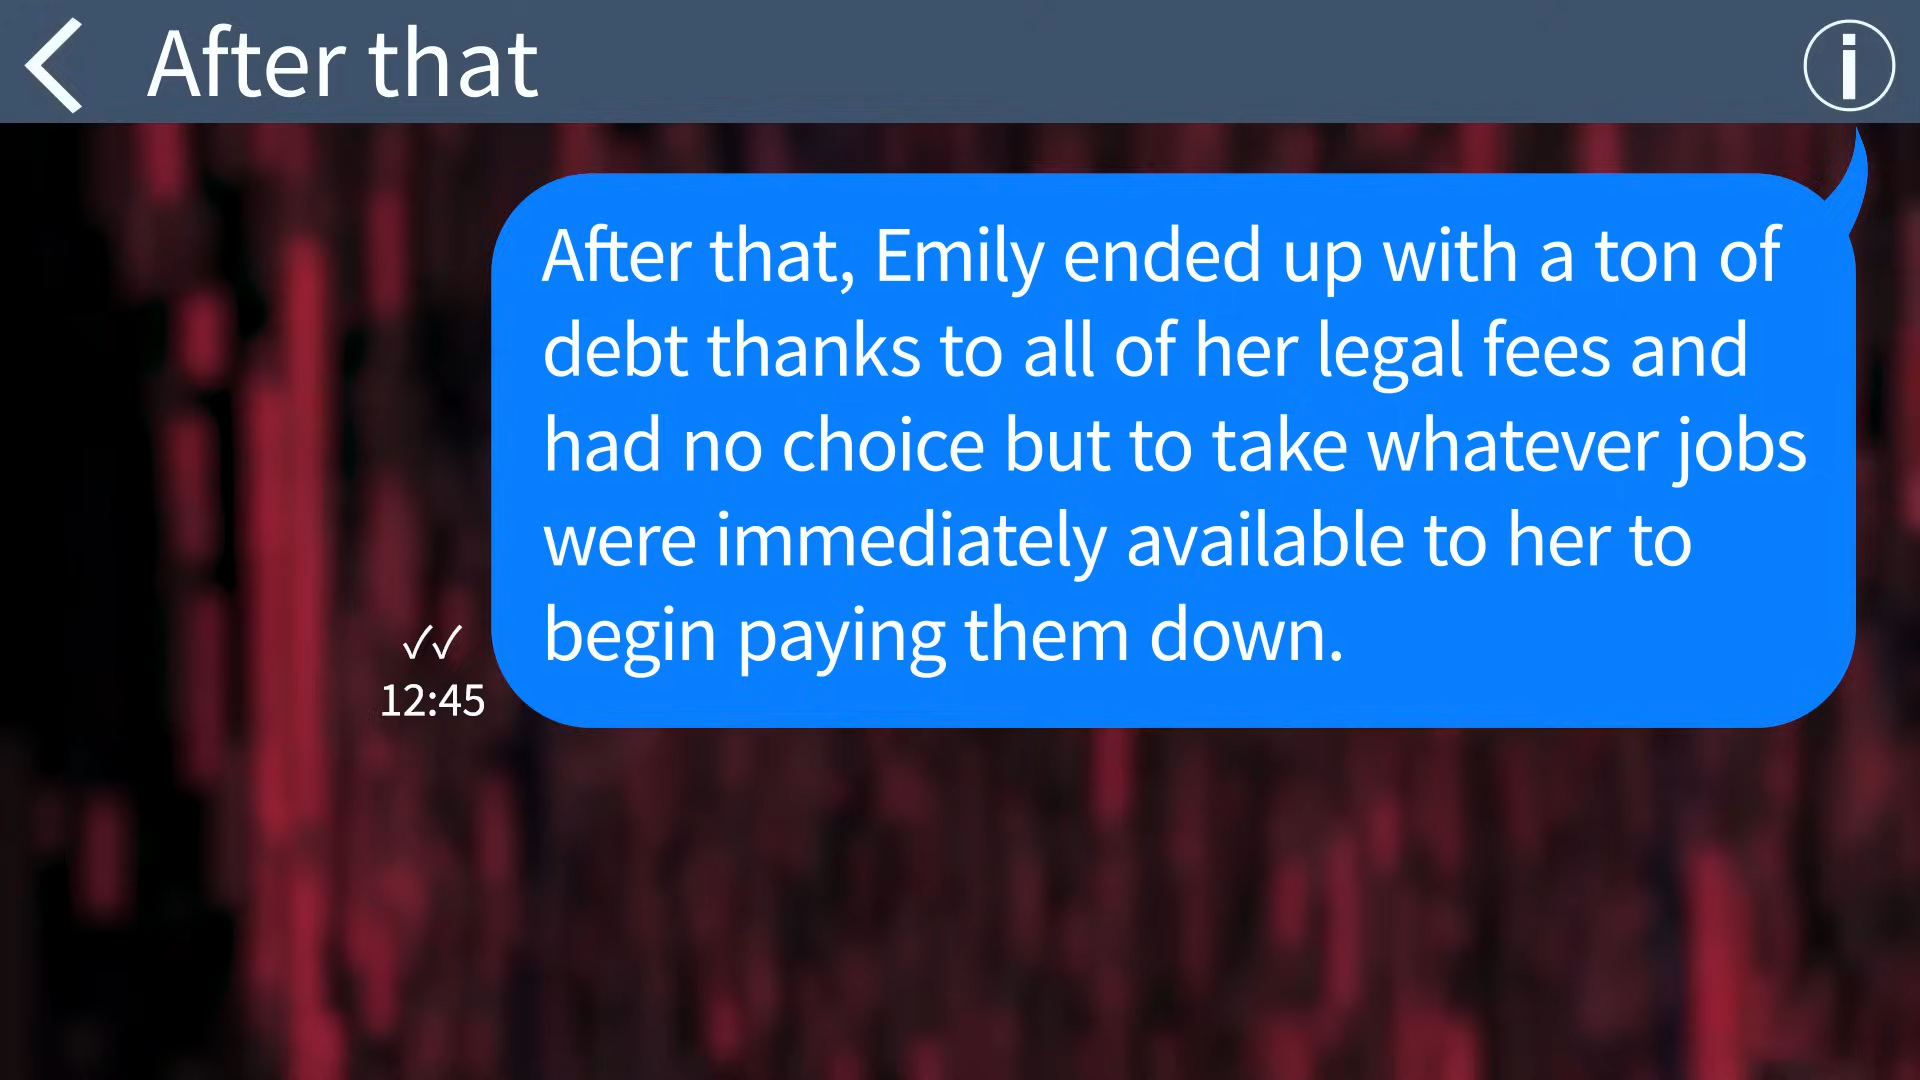 After that
After that, Emily ended up with a ton of
debt thanks to all of her legal fees and
had no choice but to take whatever jobs
were immediately available to her to
begin paying them down.
✓✓
12:45